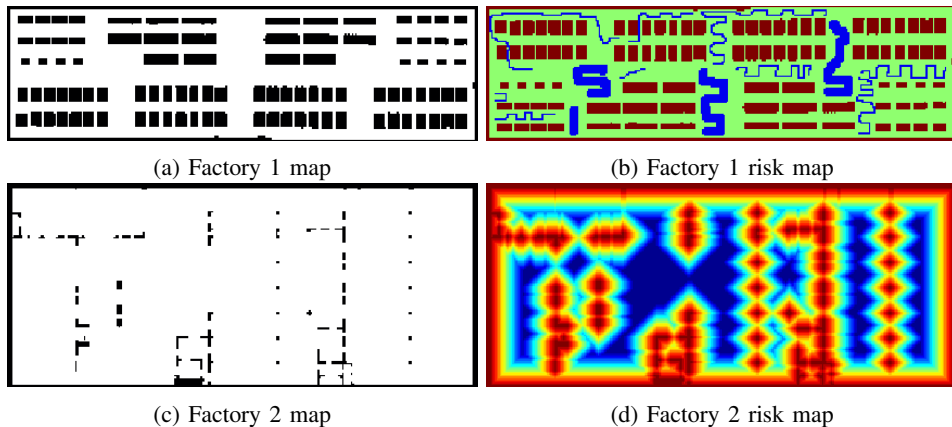 (a) Factory 1 map
(b) Factory 1 risk map
(c) Factory 2 map
(d) Factory 2 risk map